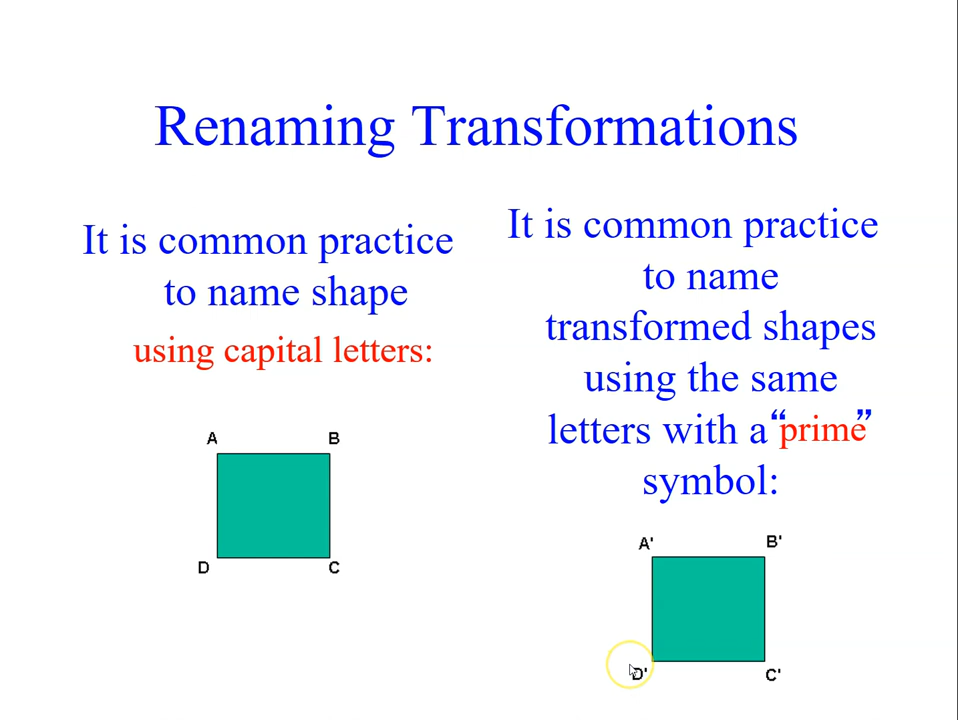 Renaming Transformations
It is common practice
to name shape
using capital letters:
A B
D C
It is common practice
to name
transformed shapes
using the same
letters with a “prime”
symbol:
A' B'
D' C'